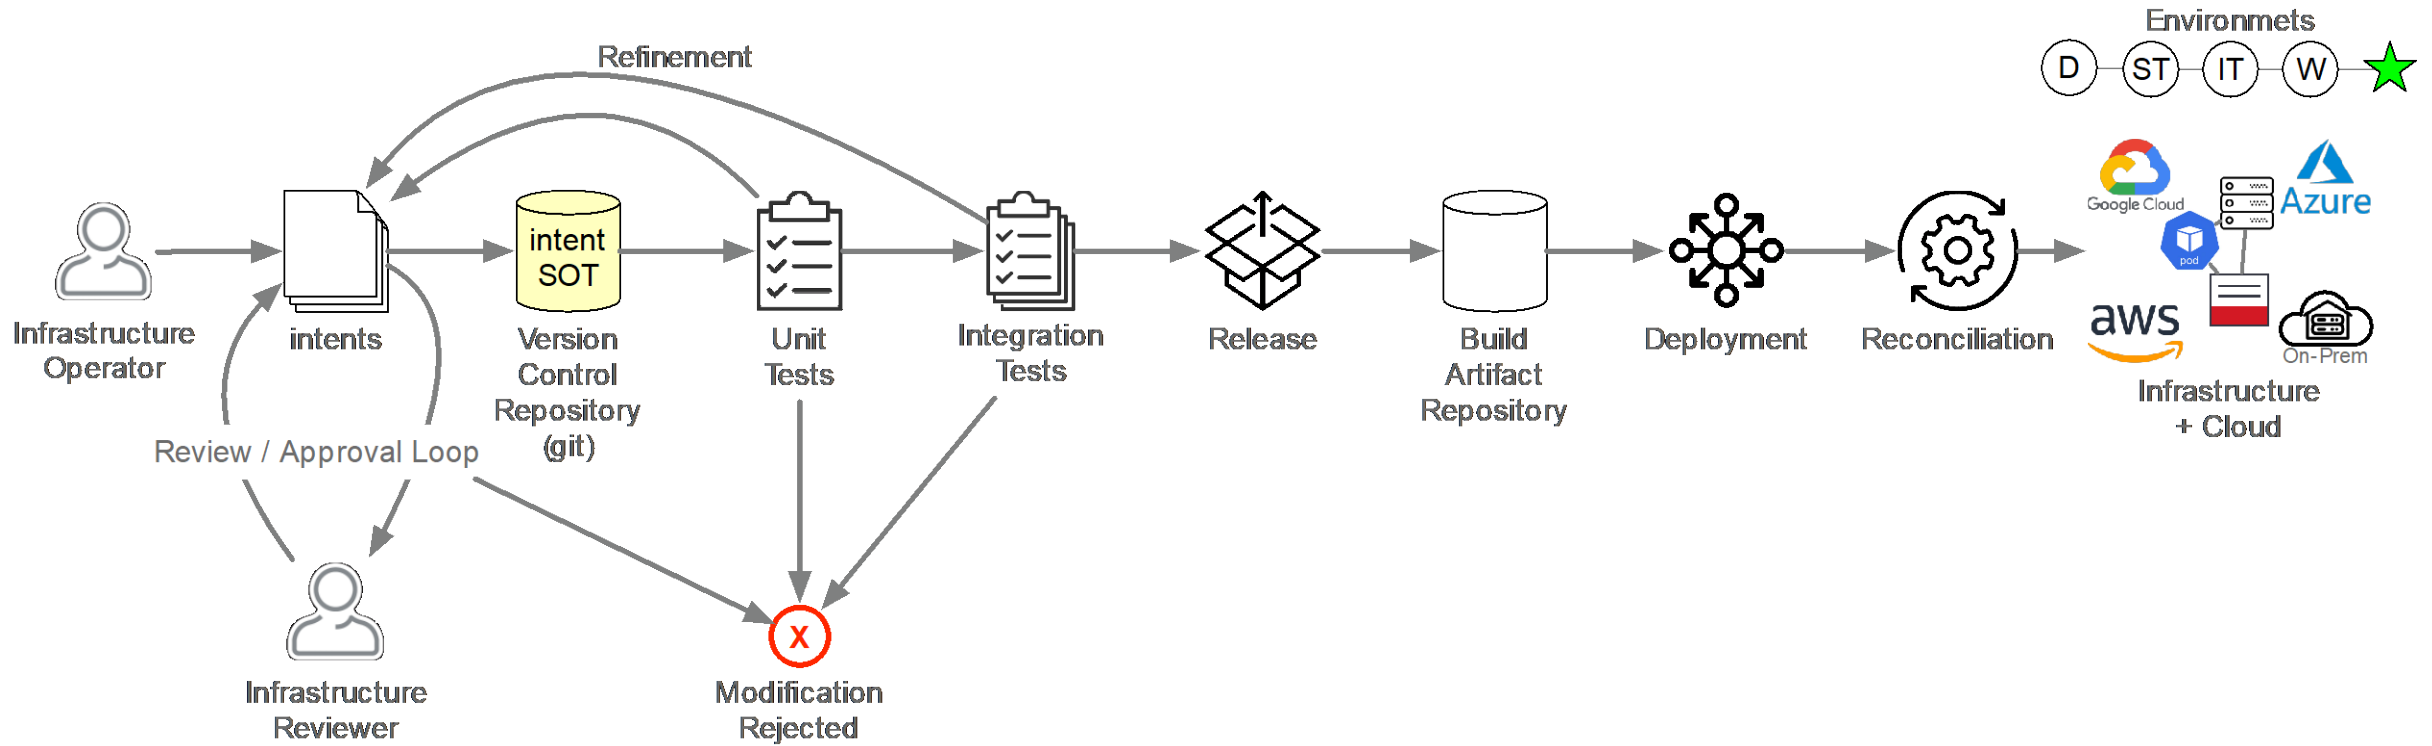 Environmets
D
ST
IT
W
Refinement
Google Cloud
Azure
pod
aws
On-Prem
Infrastructure
+ Cloud
Infrastructure
Operator
intents
intent
SOT
Version
Control
Repository
(git)
Unit
Tests
Integration
Tests
Release
Build
Artifact
Repository
Deployment
Reconciliation
Review / Approval Loop
Infrastructure
Reviewer
X
Modification
Rejected